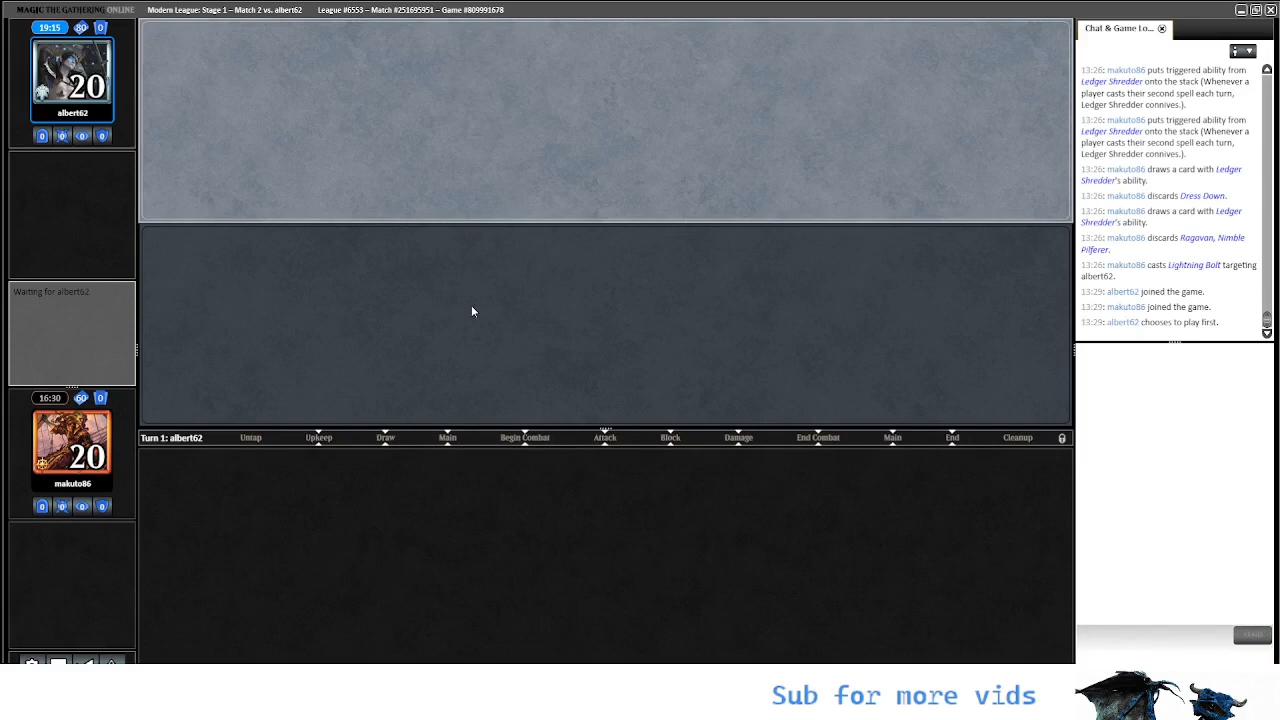 MAGIC THE GATHERING ONLINE
Modern League: Stage 1 – Match 2 vs. albert62
League #6553 – Match #251695951 – Game #809991678
19:15
80
0
20
albert62
0
0
0
0
Waiting for albert62
16:30
60
0
20
makuto86
0
0
0
0
Turn 1: albert62
Untap
Upkeep
Draw
Main
Begin Combat
Attack
Block
Damage
End Combat
Main
End
Cleanup
Chat & Game Lo...
13:26: makuto86 puts triggered ability from
Ledger Shredder onto the stack (Whenever a
player casts their second spell each turn,
Ledger Shredder connives.).
13:26: makuto86 puts triggered ability from
Ledger Shredder onto the stack (Whenever a
player casts their second spell each turn,
Ledger Shredder connives.).
13:26: makuto86 draws a card with Ledger
Shredder's ability.
13:26: makuto86 discards Dress Down.
13:26: makuto86 draws a card with Ledger
Shredder's ability.
13:26: makuto86 discards Ragavan, Nimble
Pilferer.
13:26: makuto86 casts Lightning Bolt targeting
albert62.
13:29: albert62 joined the game.
13:29: makuto86 joined the game.
13:29: albert62 chooses to play first.
Sub for more vids